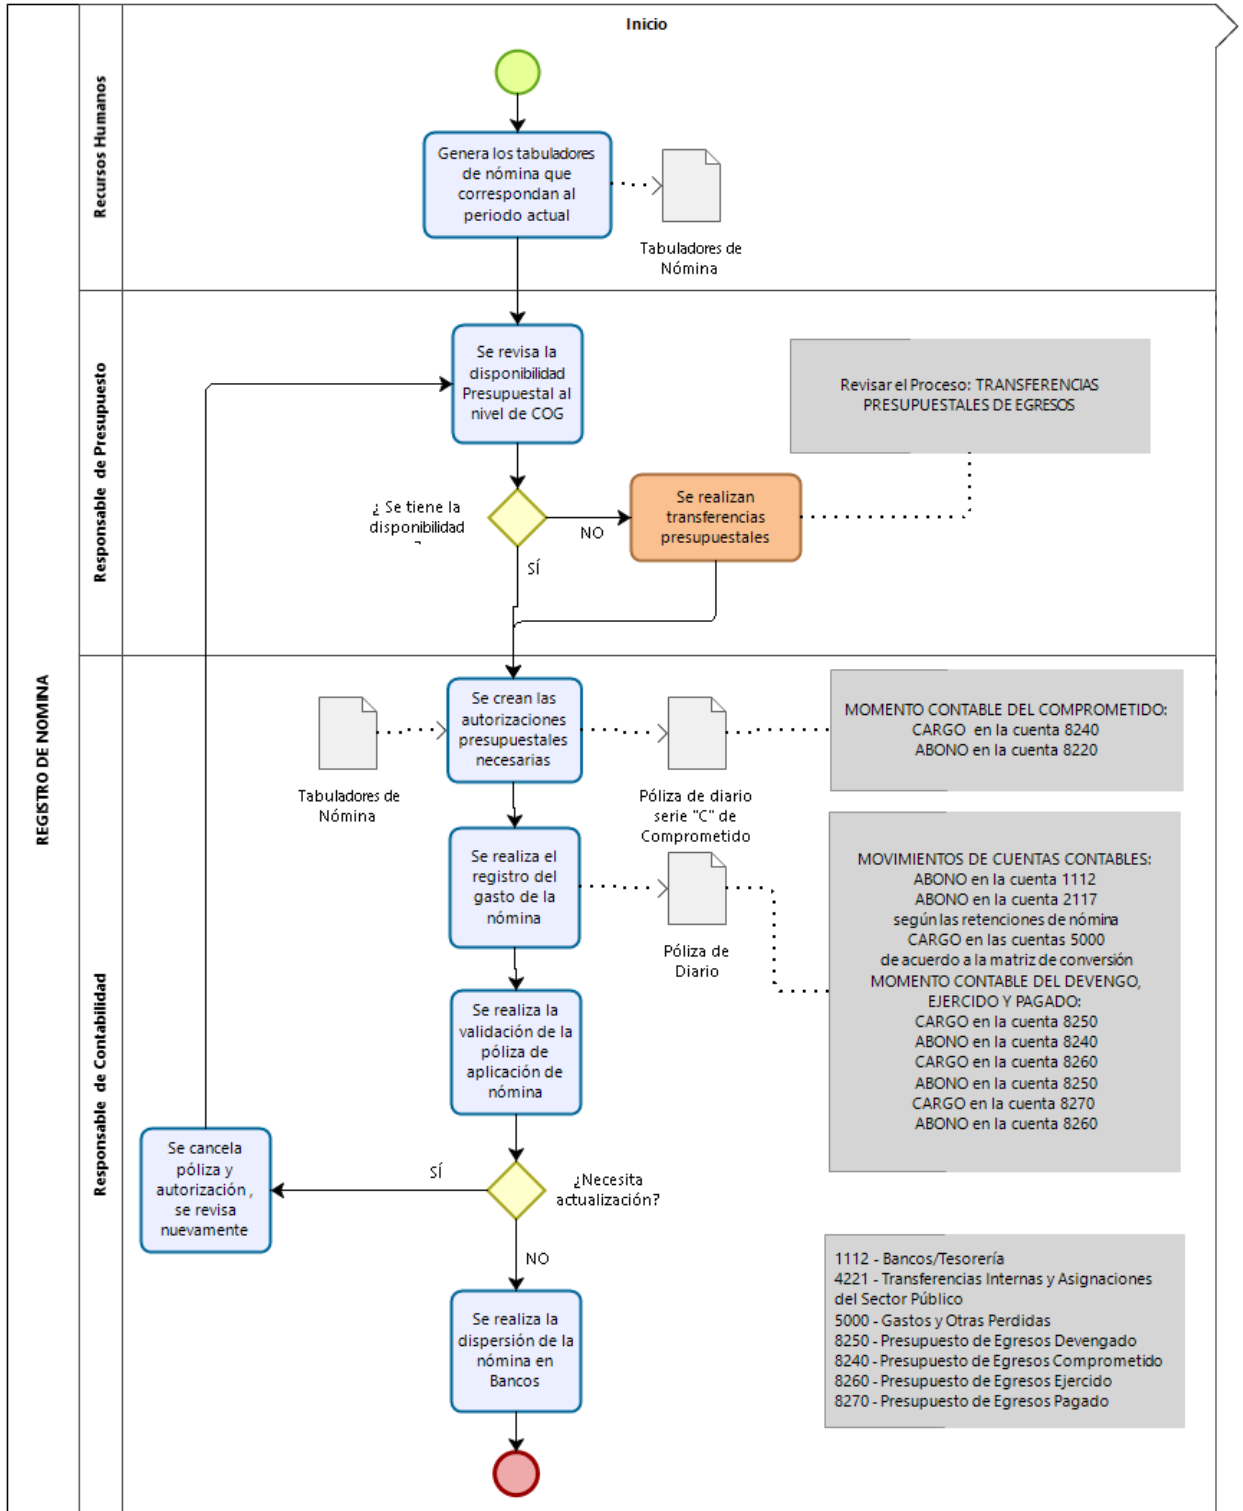 Inicio
REGISTRO DE NOMINA
Recursos Humanos
Genera los tabuladores
de nómina que
correspondan al
periodo actual
Tabuladores de
Nómina
Responsable de Presupuesto
Se revisa la
disponibilidad
Presupuestal al
nivel de COG
Revisar el Proceso: TRANSFERENCIAS
PRESUPUESTALES DE EGRESOS
¿ Se tiene la
disponibilidad
?
NO
Se realizan
transferencias
presupuestales
SÍ
Responsable de Contabilidad
Tabuladores de
Nómina
Se crean las
autorizaciones
presupuestales
necesarias
Póliza de diario
serie "C" de
Comprometido
MOMENTO CONTABLE DEL COMPROMETIDO:
CARGO en la cuenta 8240
ABONO en la cuenta 8220
Se realiza el
registro del
gasto de la
nómina
Póliza de
Diario
MOVIMIENTOS DE CUENTAS CONTABLES:
ABONO en la cuenta 1112
ABONO en la cuenta 2117
según las retenciones de nómina
CARGO en las cuentas 5000
de acuerdo a la matriz de conversión
MOMENTO CONTABLE DEL DEVENGO,
EJERCIDO Y PAGADO:
CARGO en la cuenta 8250
ABONO en la cuenta 8240
CARGO en la cuenta 8260
ABONO en la cuenta 8250
CARGO en la cuenta 8270
ABONO en la cuenta 8260
Se realiza la
validación de la
póliza de
aplicación de
nómina
Se cancela
póliza y
autorización ,
se revisa
nuevamente
SÍ
¿Necesita
actualización?
NO
Se realiza la
dispersión de la
nómina en
Bancos
1112 - Bancos/Tesorería
4221 - Transferencias Internas y Asignaciones
del Sector Público
5000 - Gastos y Otras Perdidas
8250 - Presupuesto de Egresos Devengado
8240 - Presupuesto de Egresos Comprometido
8260 - Presupuesto de Egresos Ejercido
8270 - Presupuesto de Egresos Pagado